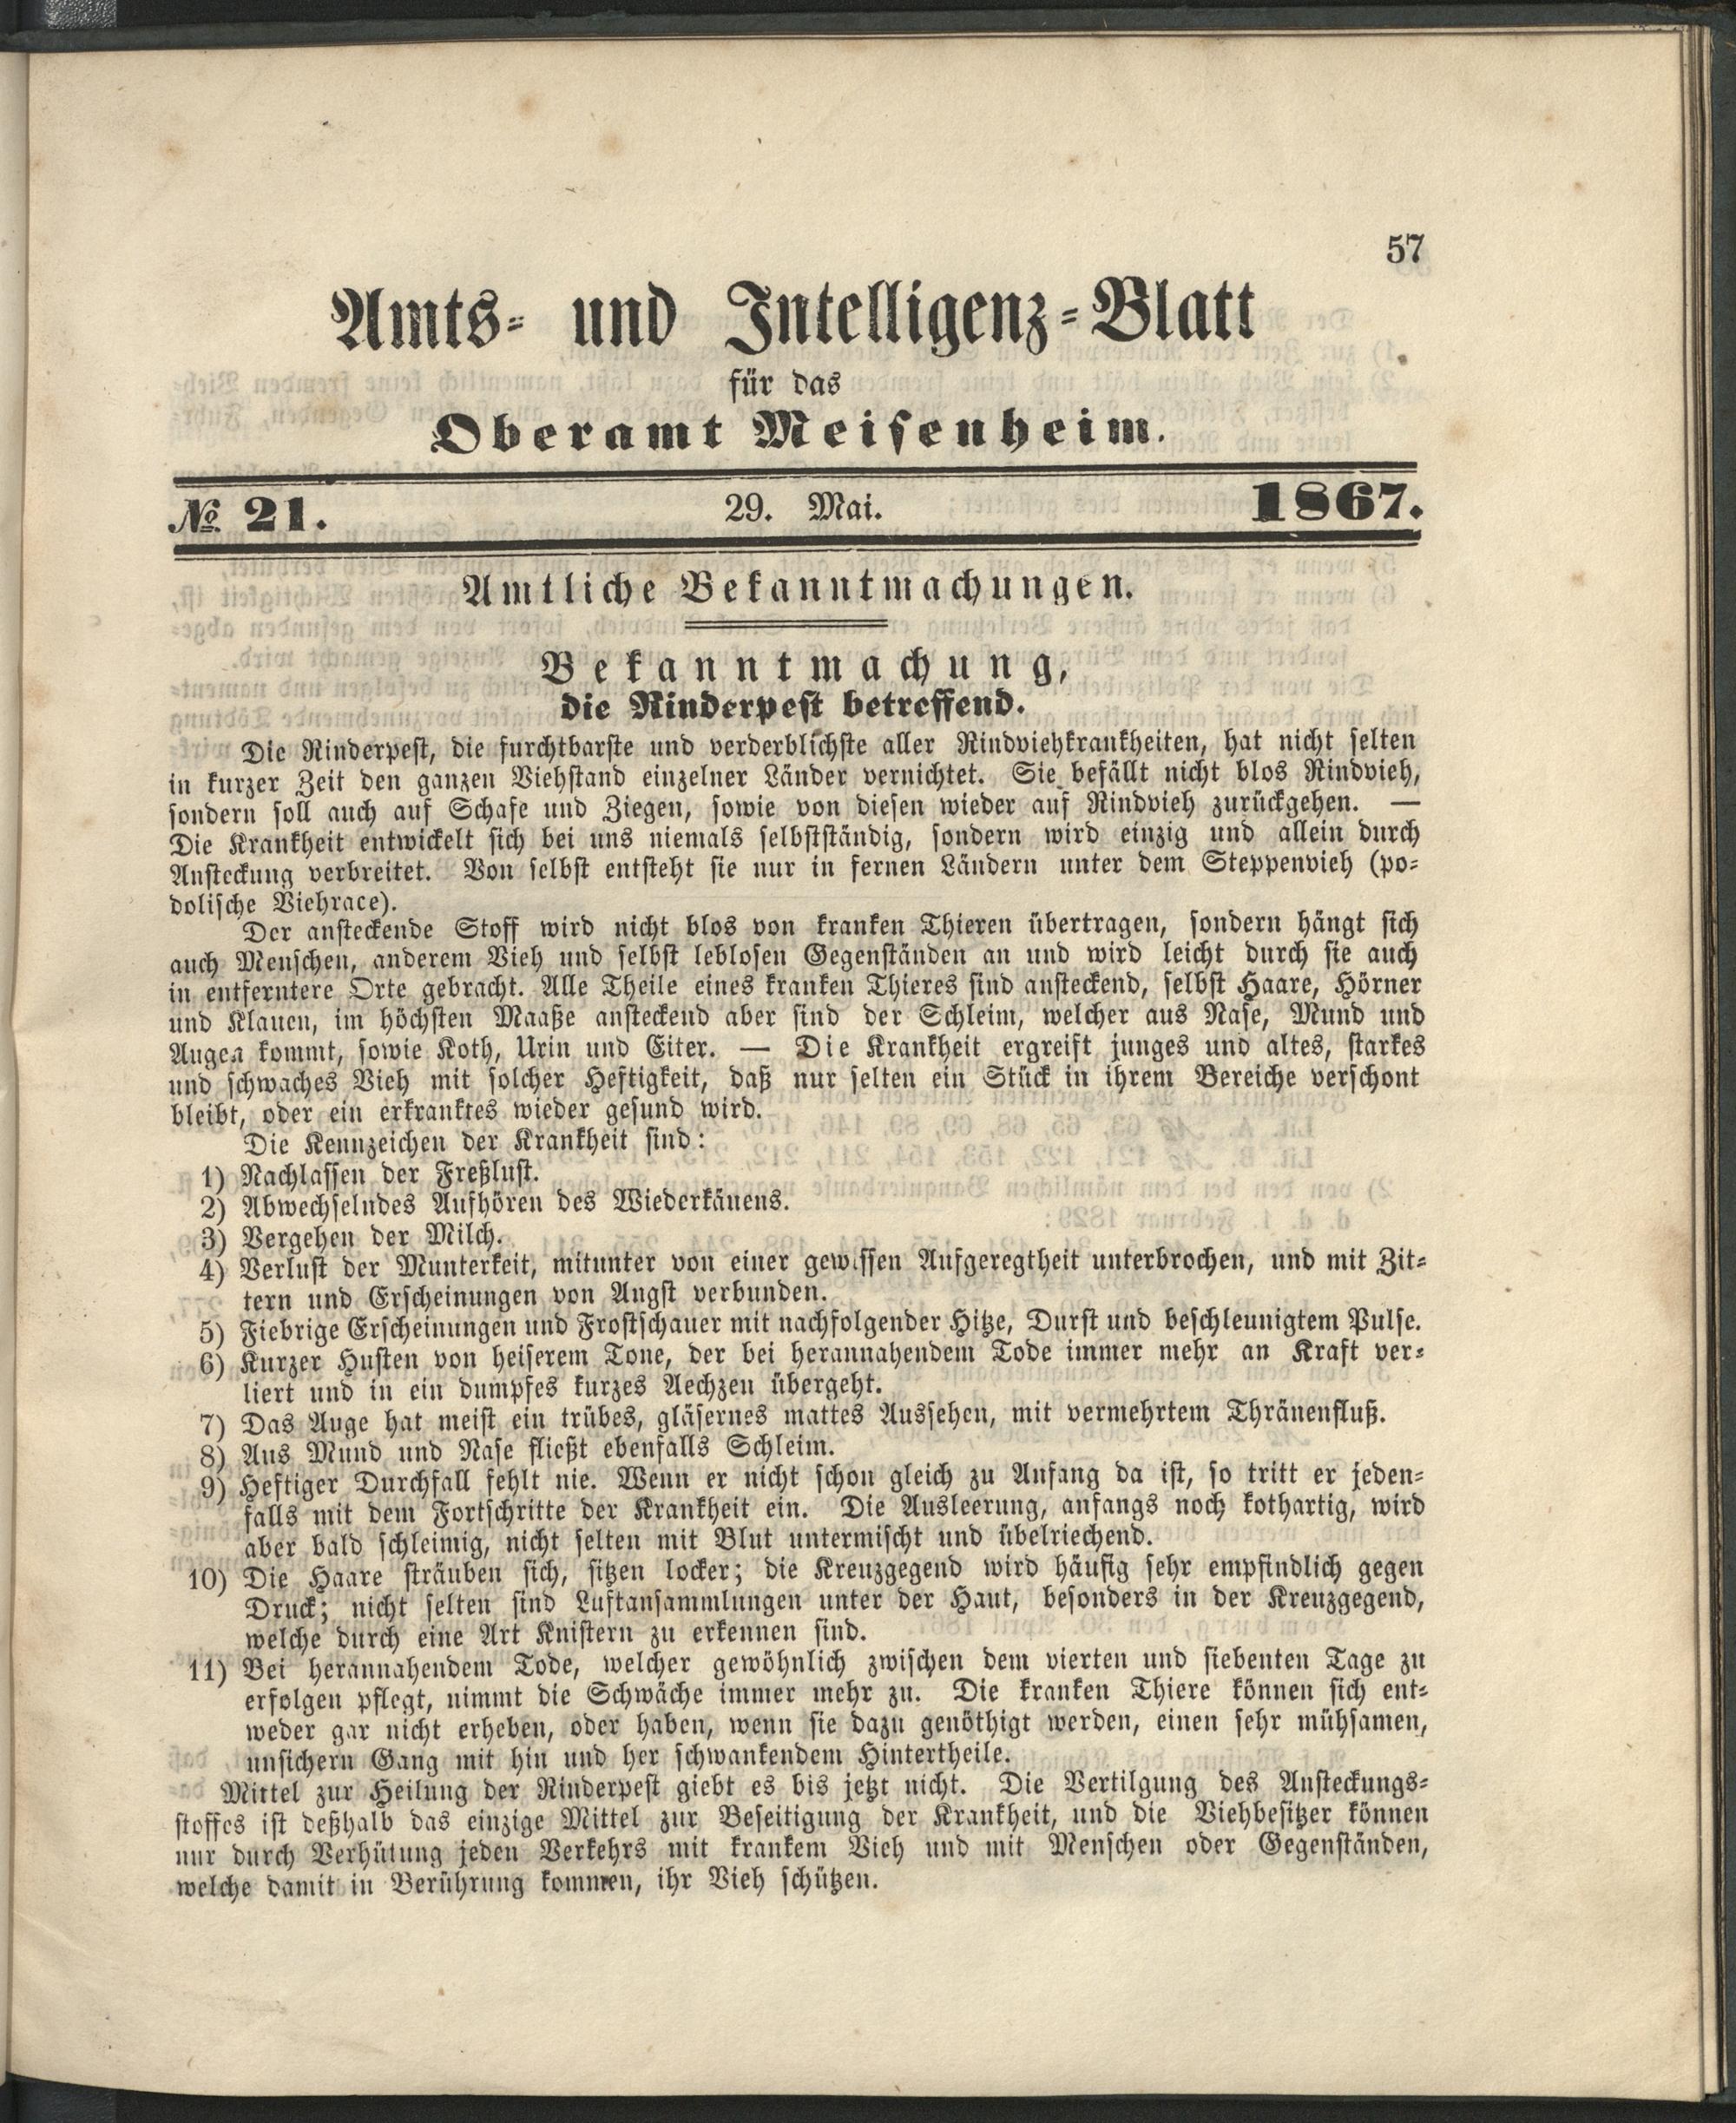 57
Amts- und Intelligenz-Blatt
für das
Oberamt Meisenheim.
№ 21. 29. Mai. 1867.
Amtliche Bekanntmachungen.
Bekanntmachung,
die Rinderpest betreffend.
Die Rinderpest, die furchtbarste und verderblichste aller Rindviehkrankheiten, hat nicht selten
in kurzer Zeit den ganzen Viehstand einzelner Länder vernichtet. Sie befällt nicht blos Rindvieh,
sondern soll auch auf Schafe und Ziegen, sowie von diesen wieder auf Rindvieh zurückgehen. —
Die Krankheit entwickelt sich bei uns niemals selbstständig, sondern wird einzig und allein durch
Ansteckung verbreitet. Von selbst entsteht sie nur in fernen Ländern unter dem Steppenvieh (po-
dolische Viehrace).
Der ansteckende Stoff wird nicht blos von kranken Thieren übertragen, sondern hängt sich
auch Menschen, anderem Vieh und selbst leblosen Gegenständen an und wird leicht durch sie auch
in entferntere Orte gebracht. Alle Theile eines kranken Thieres sind ansteckend, selbst Haare, Hörner
und Klauen, im höchsten Maaße ansteckend aber sind der Schleim, welcher aus Nase, Mund und
Augen kommt, sowie Koth, Urin und Eiter. — Die Krankheit ergreift junges und altes, starkes
und schwaches Vieh mit solcher Heftigkeit, daß nur selten ein Stück in ihrem Bereiche verschont
bleibt, oder ein erkranktes wieder gesund wird.
Die Kennzeichen der Krankheit sind:
1) Nachlassen der Freßlust.
2) Abwechselndes Aufhören des Wiederkäuens.
3) Vergehen der Milch.
4) Verlust der Munterkeit, mitunter von einer gewissen Aufgeregtheit unterbrochen, und mit Zit-
tern und Erscheinungen von Angst verbunden.
5) Fiebrige Erscheinungen und Frostschauer mit nachfolgender Hitze, Durst und beschleunigtem Pulse.
6) Kurzer Husten von heiserem Tone, der bei herannahendem Tode immer mehr an Kraft ver-
liert und in ein dumpfes kurzes Aechzen übergeht.
7) Das Auge hat meist ein trübes, gläsernes mattes Aussehen, mit vermehrtem Thränenfluß.
8) Aus Mund und Nase fließt ebenfalls Schleim.
9) Heftiger Durchfall fehlt nie. Wenn er nicht schon gleich zu Anfang da ist, so tritt er jeden-
falls mit dem Fortschritte der Krankheit ein. Die Ausleerung, anfangs noch kothartig, wird
aber bald schleimig, nicht selten mit Blut untermischt und übelriechend.
10) Die Haare sträuben sich, sitzen locker; die Kreuzgegend wird häufig sehr empfindlich gegen
Druck; nicht selten sind Luftansammlungen unter der Haut, besonders in der Kreuzgegend,
welche durch eine Art Knistern zu erkennen sind.
11) Bei herannahendem Tode, welcher gewöhnlich zwischen dem vierten und siebenten Tage zu
erfolgen pflegt, nimmt die Schwäche immer mehr zu. Die kranken Thiere können sich ent-
weder gar nicht erheben, oder haben, wenn sie dazu genöthigt werden, einen sehr mühsamen,
unsichern Gang mit hin und her schwankendem Hintertheile.
Mittel zur Heilung der Rinderpest giebt es bis jetzt nicht. Die Vertilgung des Ansteckungs-
stoffes ist deßhalb das einzige Mittel zur Beseitigung der Krankheit, und die Viehbesitzer können
nur durch Verhütung jeden Verkehrs mit krankem Vieh und mit Menschen oder Gegenständen,
welche damit in Berührung kommen, ihr Vieh schützen.